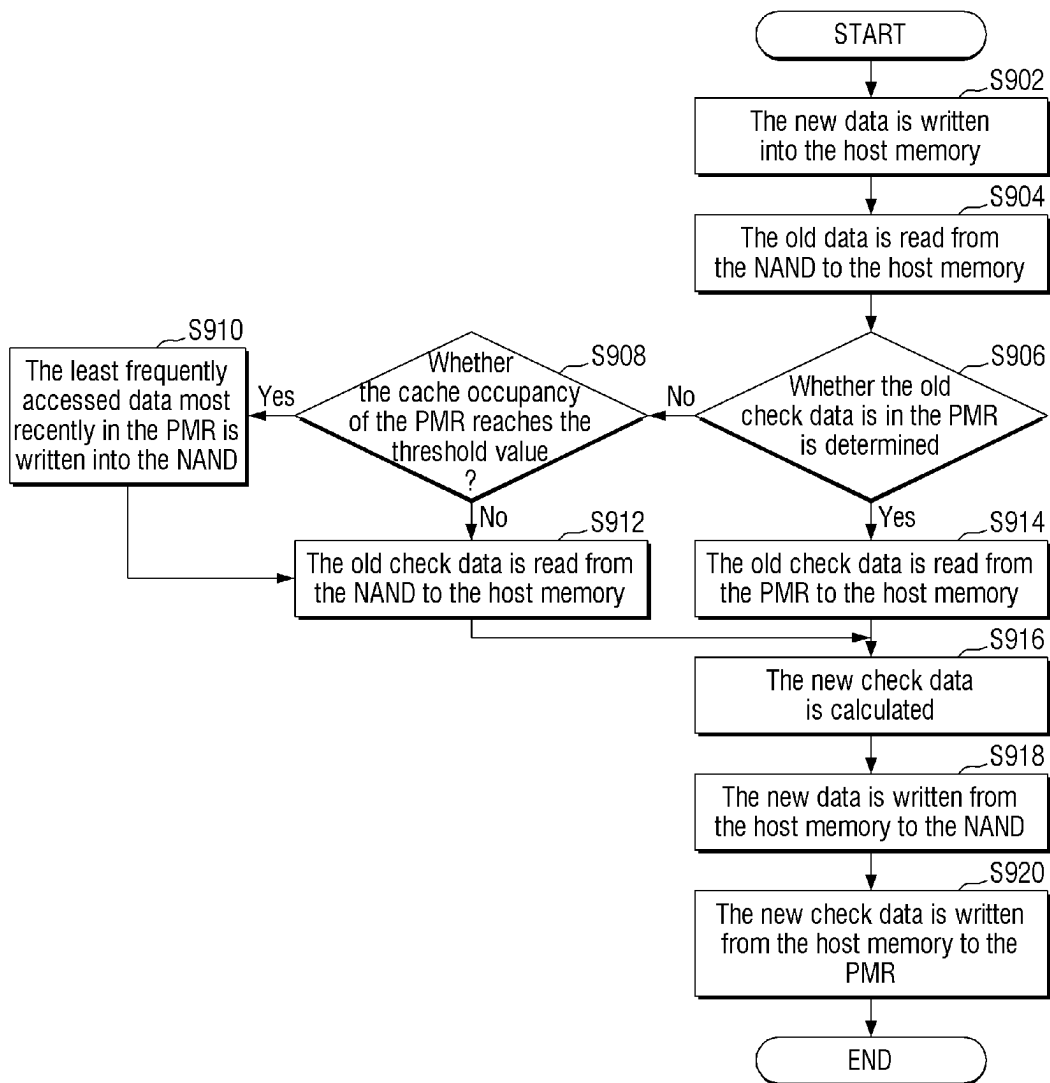 START
S902
The new data is written
into the host memory
S904
The old data is read from
the NAND to the host memory
S906
Whether the old
check data is in the PMR
is determined
No
Yes
S908
Whether
the cache occupancy
of the PMR reaches the
threshold value
?
Yes
No
S910
The least frequently
accessed data most
recently in the PMR is
written into the NAND
S912
The old check data is read from
the NAND to the host memory
S914
The old check data is read from
the PMR to the host memory
S916
The new check data
is calculated
S918
The new data is written from
the host memory to the NAND
S920
The new check data is written
from the host memory to the
PMR
END